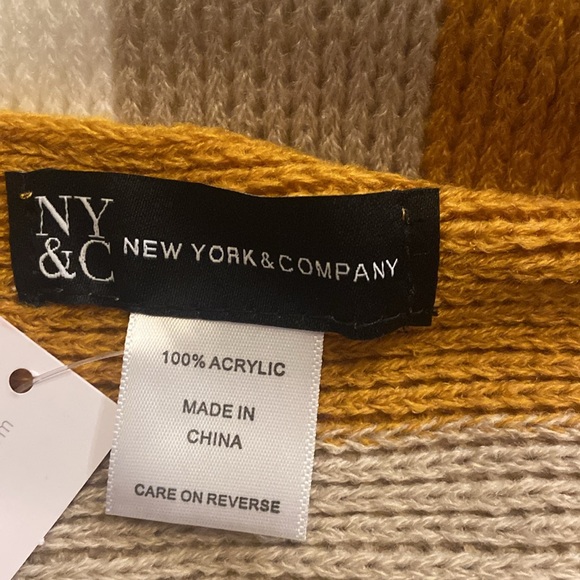 NY
&C
NEW YORK & COMPANY
100% ACRYLIC
MADE IN
CHINA
CARE ON REVERSE